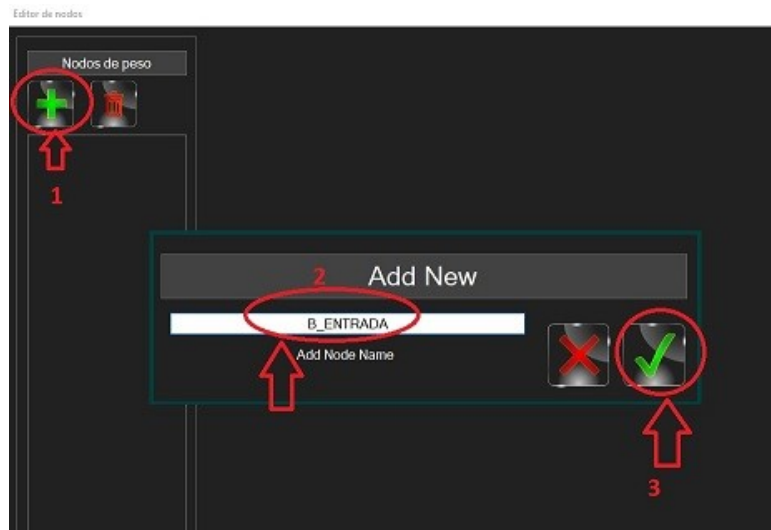 Editor de nodos
Nodos de peso
1
2
Add New
B_ENTRADA
Add Node Name
3